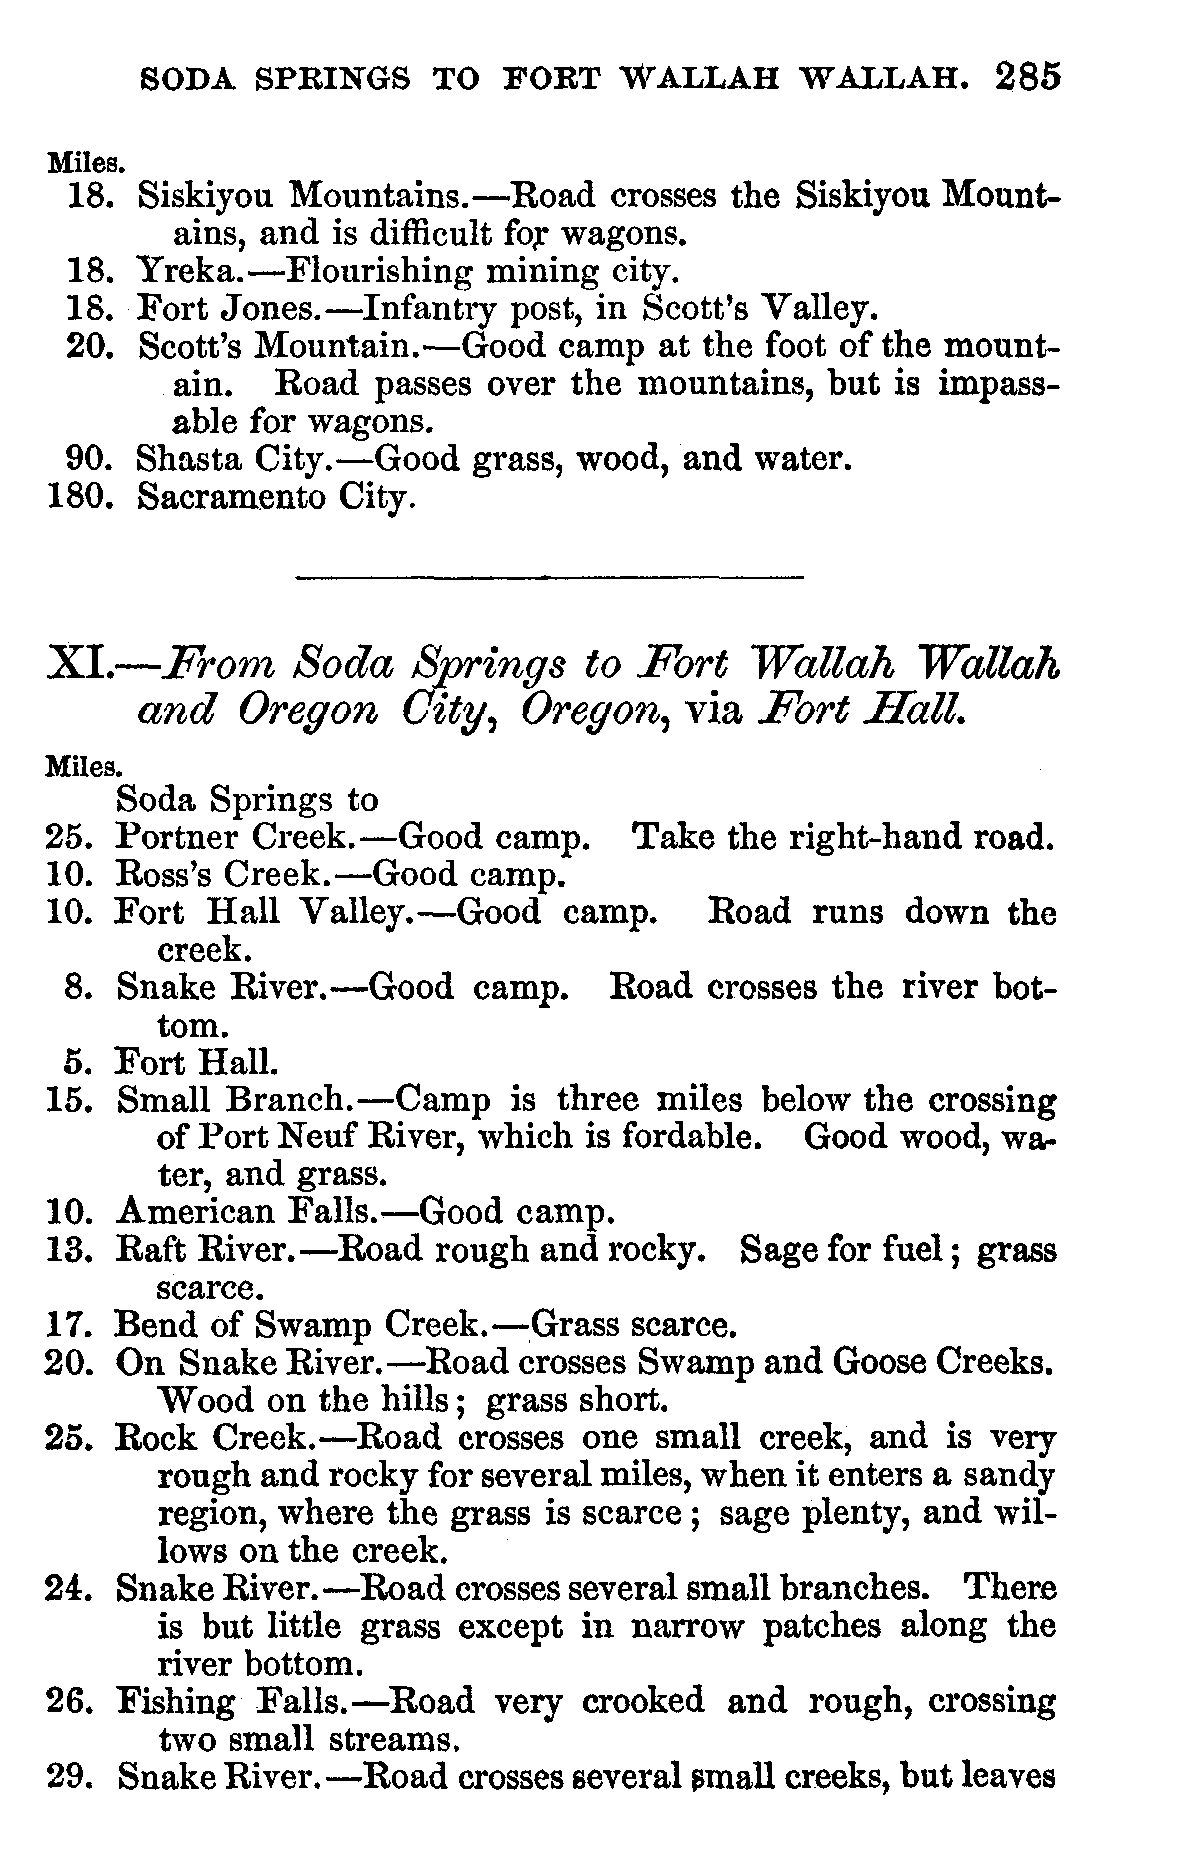 SODA SPRINGS TO FORT WALLAH WALLAH. 285
Miles.
18. Siskiyou Mountains.—Road crosses the Siskiyou Mount-
ains, and is difficult for wagons.
18. Yreka.—Flourishing mining city.
18. Fort Jones.—Infantry post, in Scott's Valley.
20. Scott's Mountain.—Good camp at the foot of the mount-
ain. Road passes over the mountains, but is impass-
able for wagons.
90. Shasta City.—Good grass, wood, and water.
180. Sacramento City.
XI.—From Soda Springs to Fort Wallah Wallah
and Oregon City, Oregon, via Fort Hall.
Miles.
Soda Springs to
25. Portner Creek.—Good camp. Take the right-hand road.
10. Ross's Creek.—Good camp.
10. Fort Hall Valley.—Good camp. Road runs down the
creek.
8. Snake River.—Good camp. Road crosses the river bot-
tom.
5. Fort Hall.
15. Small Branch.—Camp is three miles below the crossing
of Port Neuf River, which is fordable. Good wood, wa-
ter, and grass.
10. American Falls.—Good camp.
13. Raft River.—Road rough and rocky. Sage for fuel; grass
scarce.
17. Bend of Swamp Creek.—Grass scarce.
20. On Snake River.—Road crosses Swamp and Goose Creeks.
Wood on the hills; grass short.
25. Rock Creek.—Road crosses one small creek, and is very
rough and rocky for several miles, when it enters a sandy
region, where the grass is scarce; sage plenty, and wil-
lows on the creek.
24. Snake River.—Road crosses several small branches. There
is but little grass except in narrow patches along the
river bottom.
26. Fishing Falls.—Road very crooked and rough, crossing
two small streams.
29. Snake River.—Road crosses several small creeks, but leaves